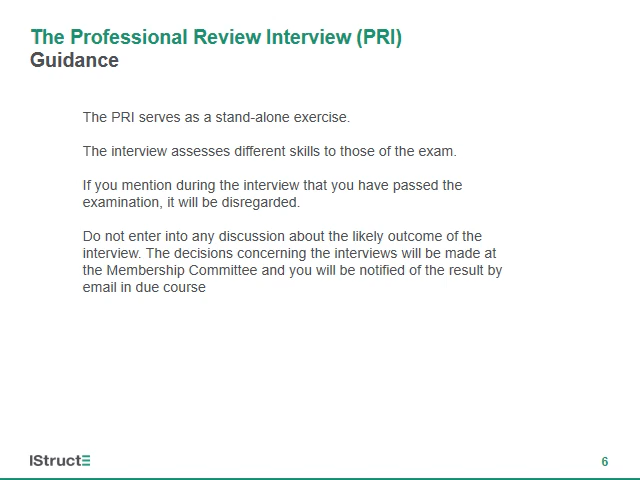 The Professional Review Interview (PRI)
Guidance
The PRI serves as a stand-alone exercise.
The interview assesses different skills to those of the exam.
If you mention during the interview that you have passed the
examination, it will be disregarded.
Do not enter into any discussion about the likely outcome of the
interview. The decisions concerning the interviews will be made at
the Membership Committee and you will be notified of the result by
email in due course
IStructE
6